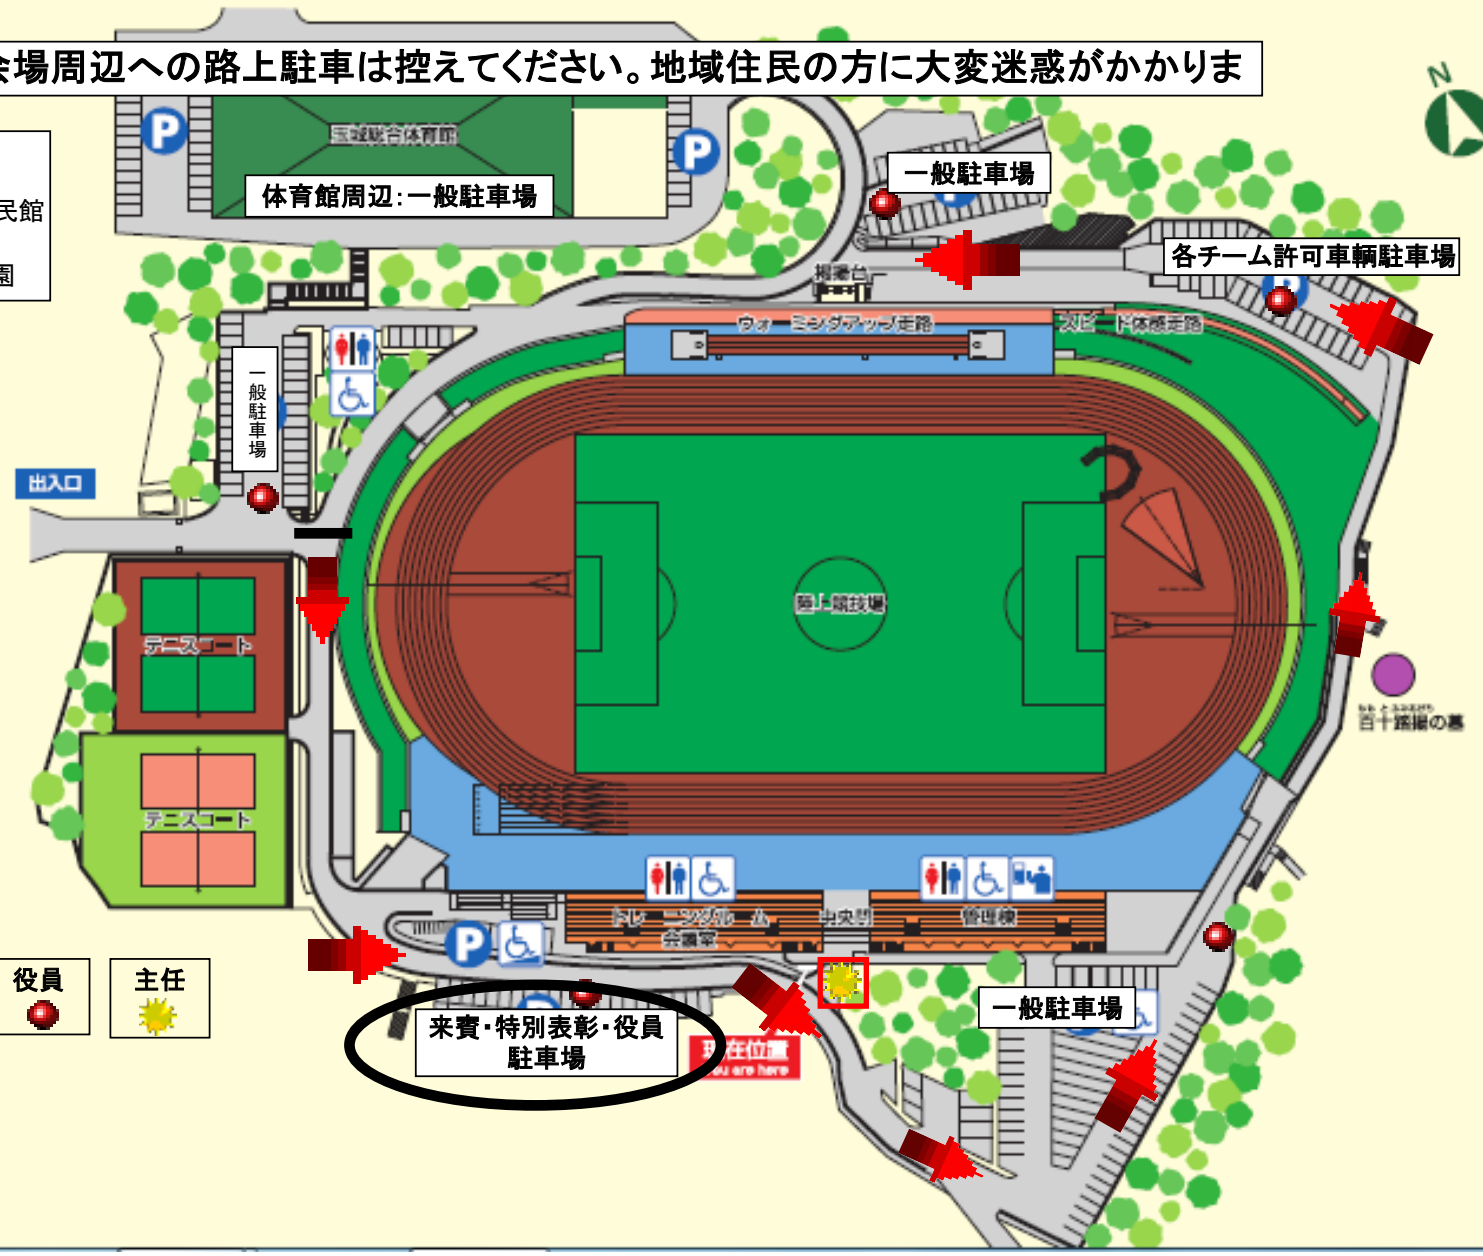 会場周辺への路上駐車は控えてください。地域住民の方に大変迷惑がかかりま
N
P
玉城総合体育館
P
体育館周辺:一般駐車場
一般駐車場
民館
園
各チーム許可車輌駐車場
掲揚台
ウォーミングアップ走路
スピード体感走路
一般駐車場
出入口
陸上競技場
テニスコート
百十踏揚の墓
テニスコート
トレーニングルーム
会議室
中央門
管理棟
P
役員
主任
来賓・特別表彰・役員
駐車場
一般駐車場
現在位置
You are here